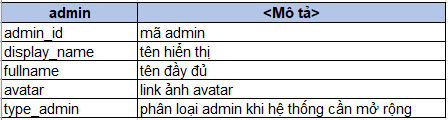 admin <Mô tả>
admin_id mã admin
display_name tên hiển thị
fullname tên đầy đủ
avatar link ảnh avatar
type_admin phân loại admin khi hệ thống cần mở rộng